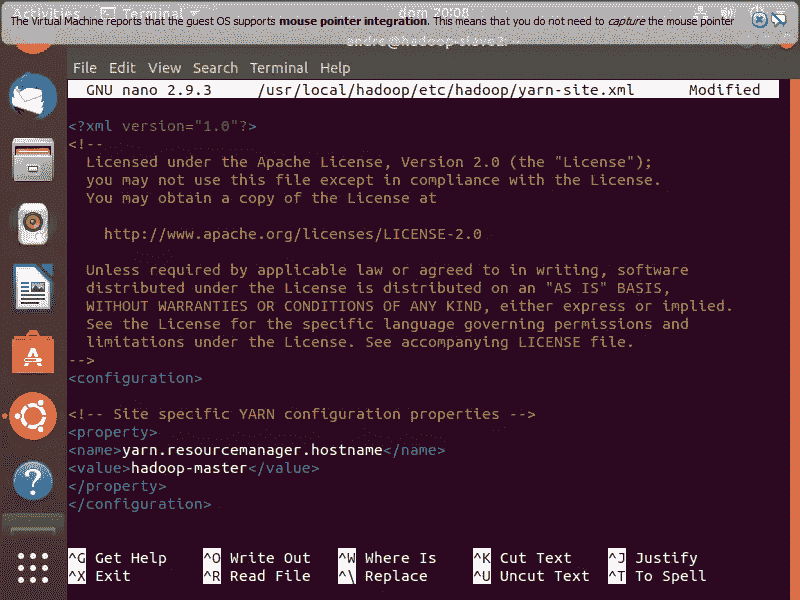 The Virtual Machine reports that the guest OS supports mouse pointer integration. This means that you do not need to capture the mouse pointer
Activities Terminal dom 20:08
andre@hadoop-slave2: ~
File Edit View Search Terminal Help
GNU nano 2.9.3 /usr/local/hadoop/etc/hadoop/yarn-site.xml Modified
<?xml version="1.0"?>
<!--
Licensed under the Apache License, Version 2.0 (the "License");
you may not use this file except in compliance with the License.
You may obtain a copy of the License at
http://www.apache.org/licenses/LICENSE-2.0
Unless required by applicable law or agreed to in writing, software
distributed under the License is distributed on an "AS IS" BASIS,
WITHOUT WARRANTIES OR CONDITIONS OF ANY KIND, either express or implied.
See the License for the specific language governing permissions and
limitations under the License. See accompanying LICENSE file.
-->
<configuration>
<!-- Site specific YARN configuration properties -->
<property>
<name>yarn.resourcemanager.hostname</name>
<value>hadoop-master</value>
</property>
</configuration>
^G Get Help ^O Write Out ^W Where Is ^K Cut Text ^J Justify
^X Exit ^R Read File ^\ Replace ^U Uncut Text ^T To Spell